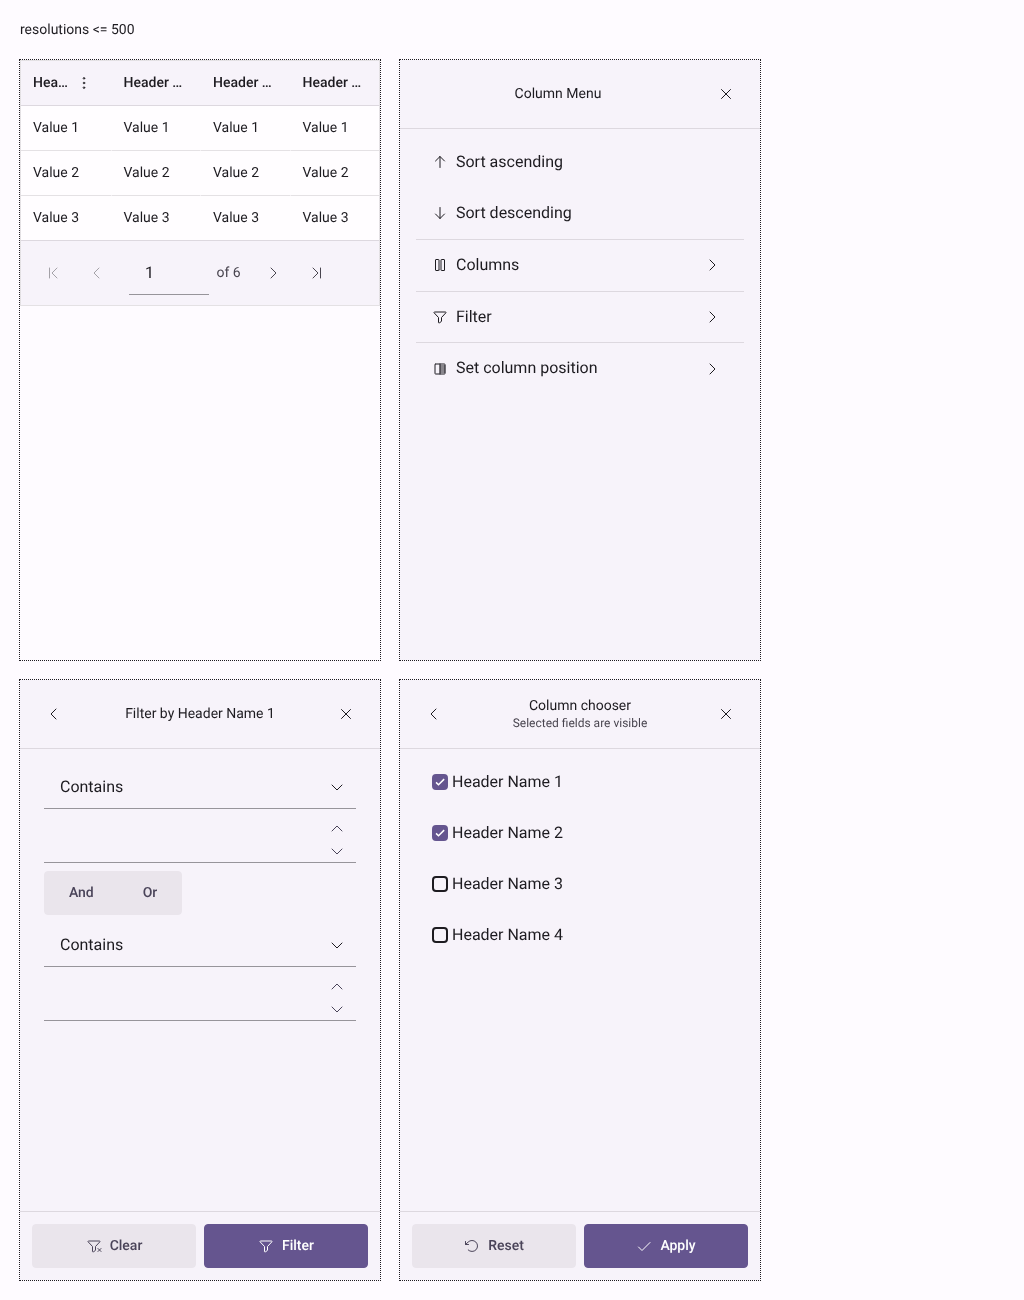 resolutions <= 500
Hea... Header ... Header ... Header ...
Value 1 Value 1 Value 1 Value 1
Value 2 Value 2 Value 2 Value 2
Value 3 Value 3 Value 3 Value 3
1 of 6
Column Menu
Sort ascending
Sort descending
Columns
Filter
Set column position
Filter by Header Name 1
Contains
And Or
Contains
Clear Filter
Column chooser
Selected fields are visible
Header Name 1
Header Name 2
Header Name 3
Header Name 4
Reset Apply